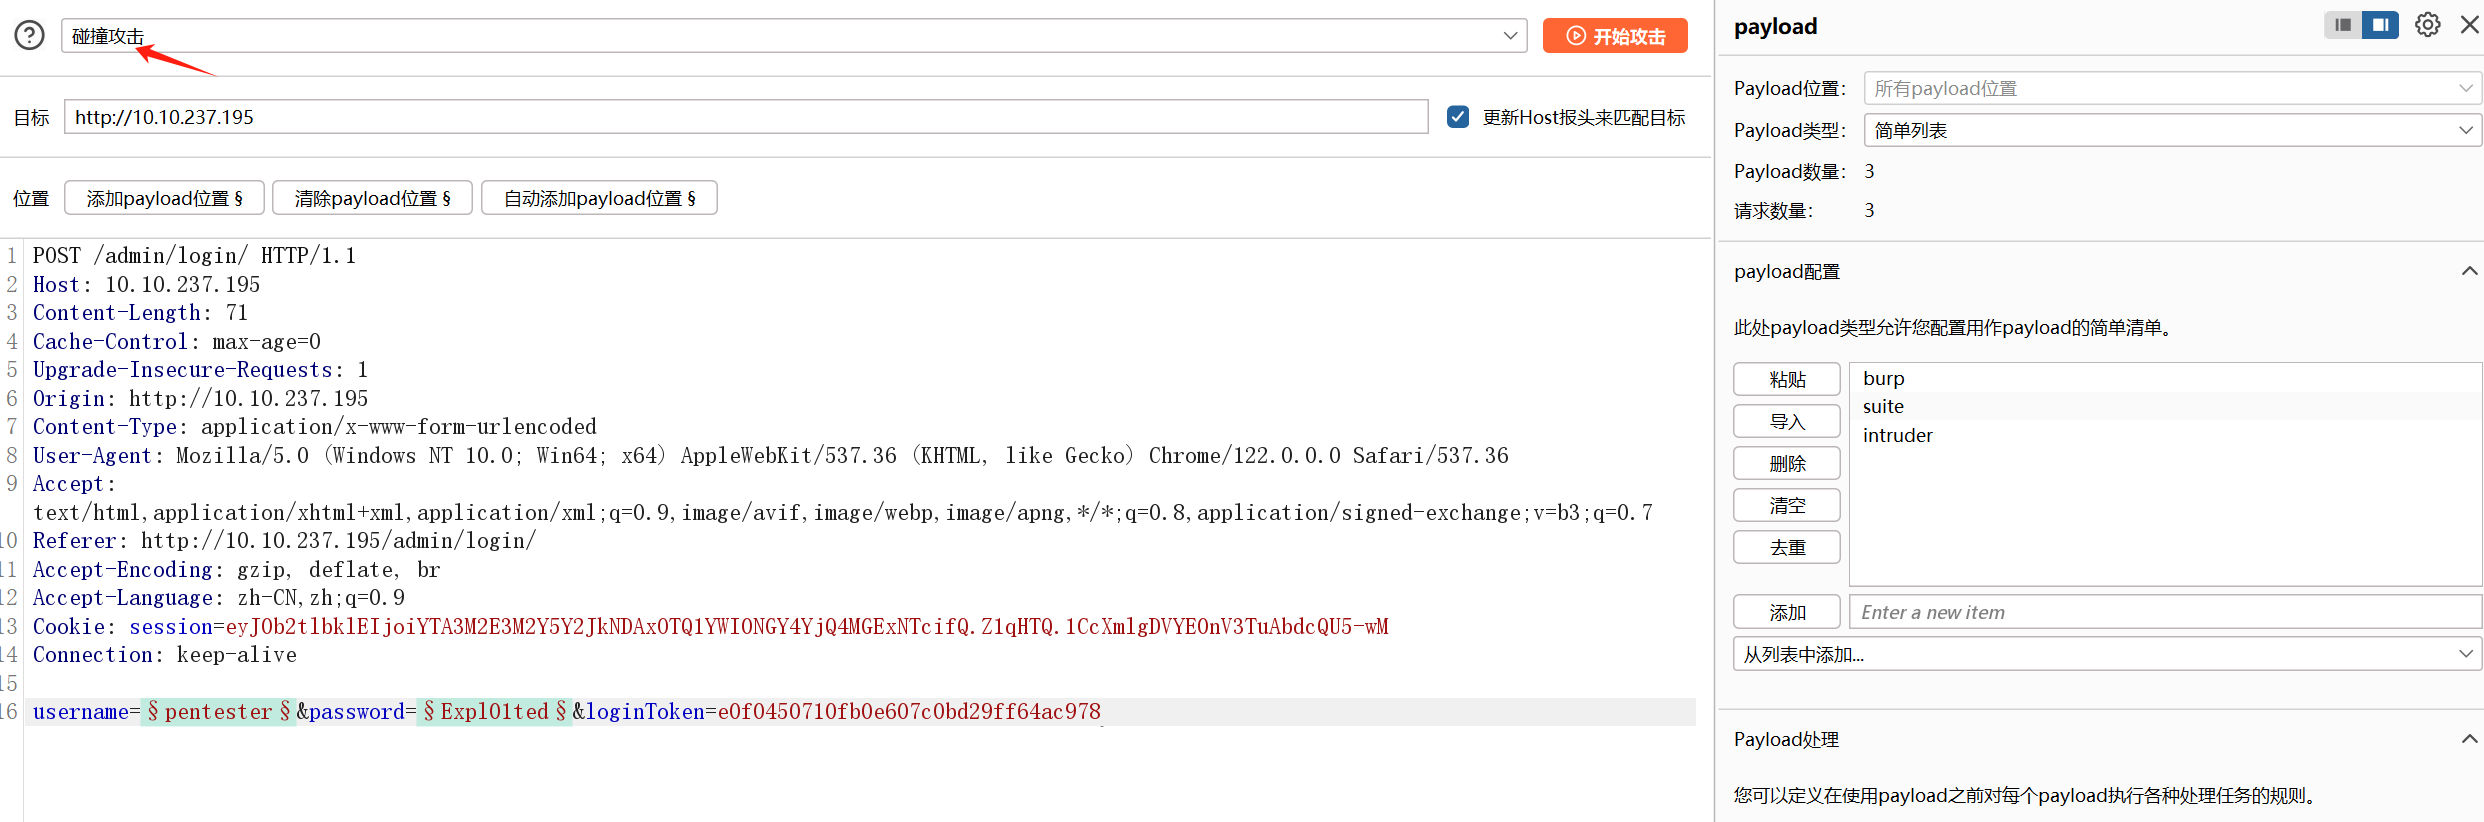 碰撞攻击
开始攻击
目标 http://10.10.237.195 更新Host报头来匹配目标
位置 添加payload位置 § 清除payload位置 § 自动添加payload位置 §
1 POST /admin/login/ HTTP/1.1
2 Host: 10.10.237.195
3 Content-Length: 71
4 Cache-Control: max-age=0
5 Upgrade-Insecure-Requests: 1
6 Origin: http://10.10.237.195
7 Content-Type: application/x-www-form-urlencoded
8 User-Agent: Mozilla/5.0 (Windows NT 10.0; Win64; x64) AppleWebKit/537.36 (KHTML, like Gecko) Chrome/122.0.0.0 Safari/537.36
9 Accept:
text/html,application/xhtml+xml,application/xml;q=0.9,image/avif,image/webp,image/apng,*/*;q=0.8,application/signed-exchange;v=b3;q=0.7
10 Referer: http://10.10.237.195/admin/login/
11 Accept-Encoding: gzip, deflate, br
12 Accept-Language: zh-CN,zh;q=0.9
13 Cookie: session=eyJ0b2tlbklEIjoiYTA3M2E3M2Y5Y2JkNDAxOTQ1YWI0NGY4YjQ4MGExNTcifQ.Z1qHTQ.1CcXmlgDVYEOnV3TuAbdcQU5-wM
14 Connection: keep-alive
15
16 username=§pentester§&password=§Expl01ted§&loginToken=e0f0450710fb0e607c0bd29ff64ac978
payload
Payload位置： 所有payload位置
Payload类型： 简单列表
Payload数量： 3
请求数量： 3
payload配置
此处payload类型允许您配置用作payload的简单清单。
粘贴
导入
删除
清空
去重
burp
suite
intruder
添加 Enter a new item
从列表中添加...
Payload处理
您可以定义在使用payload之前对每个payload执行各种处理任务的规则。